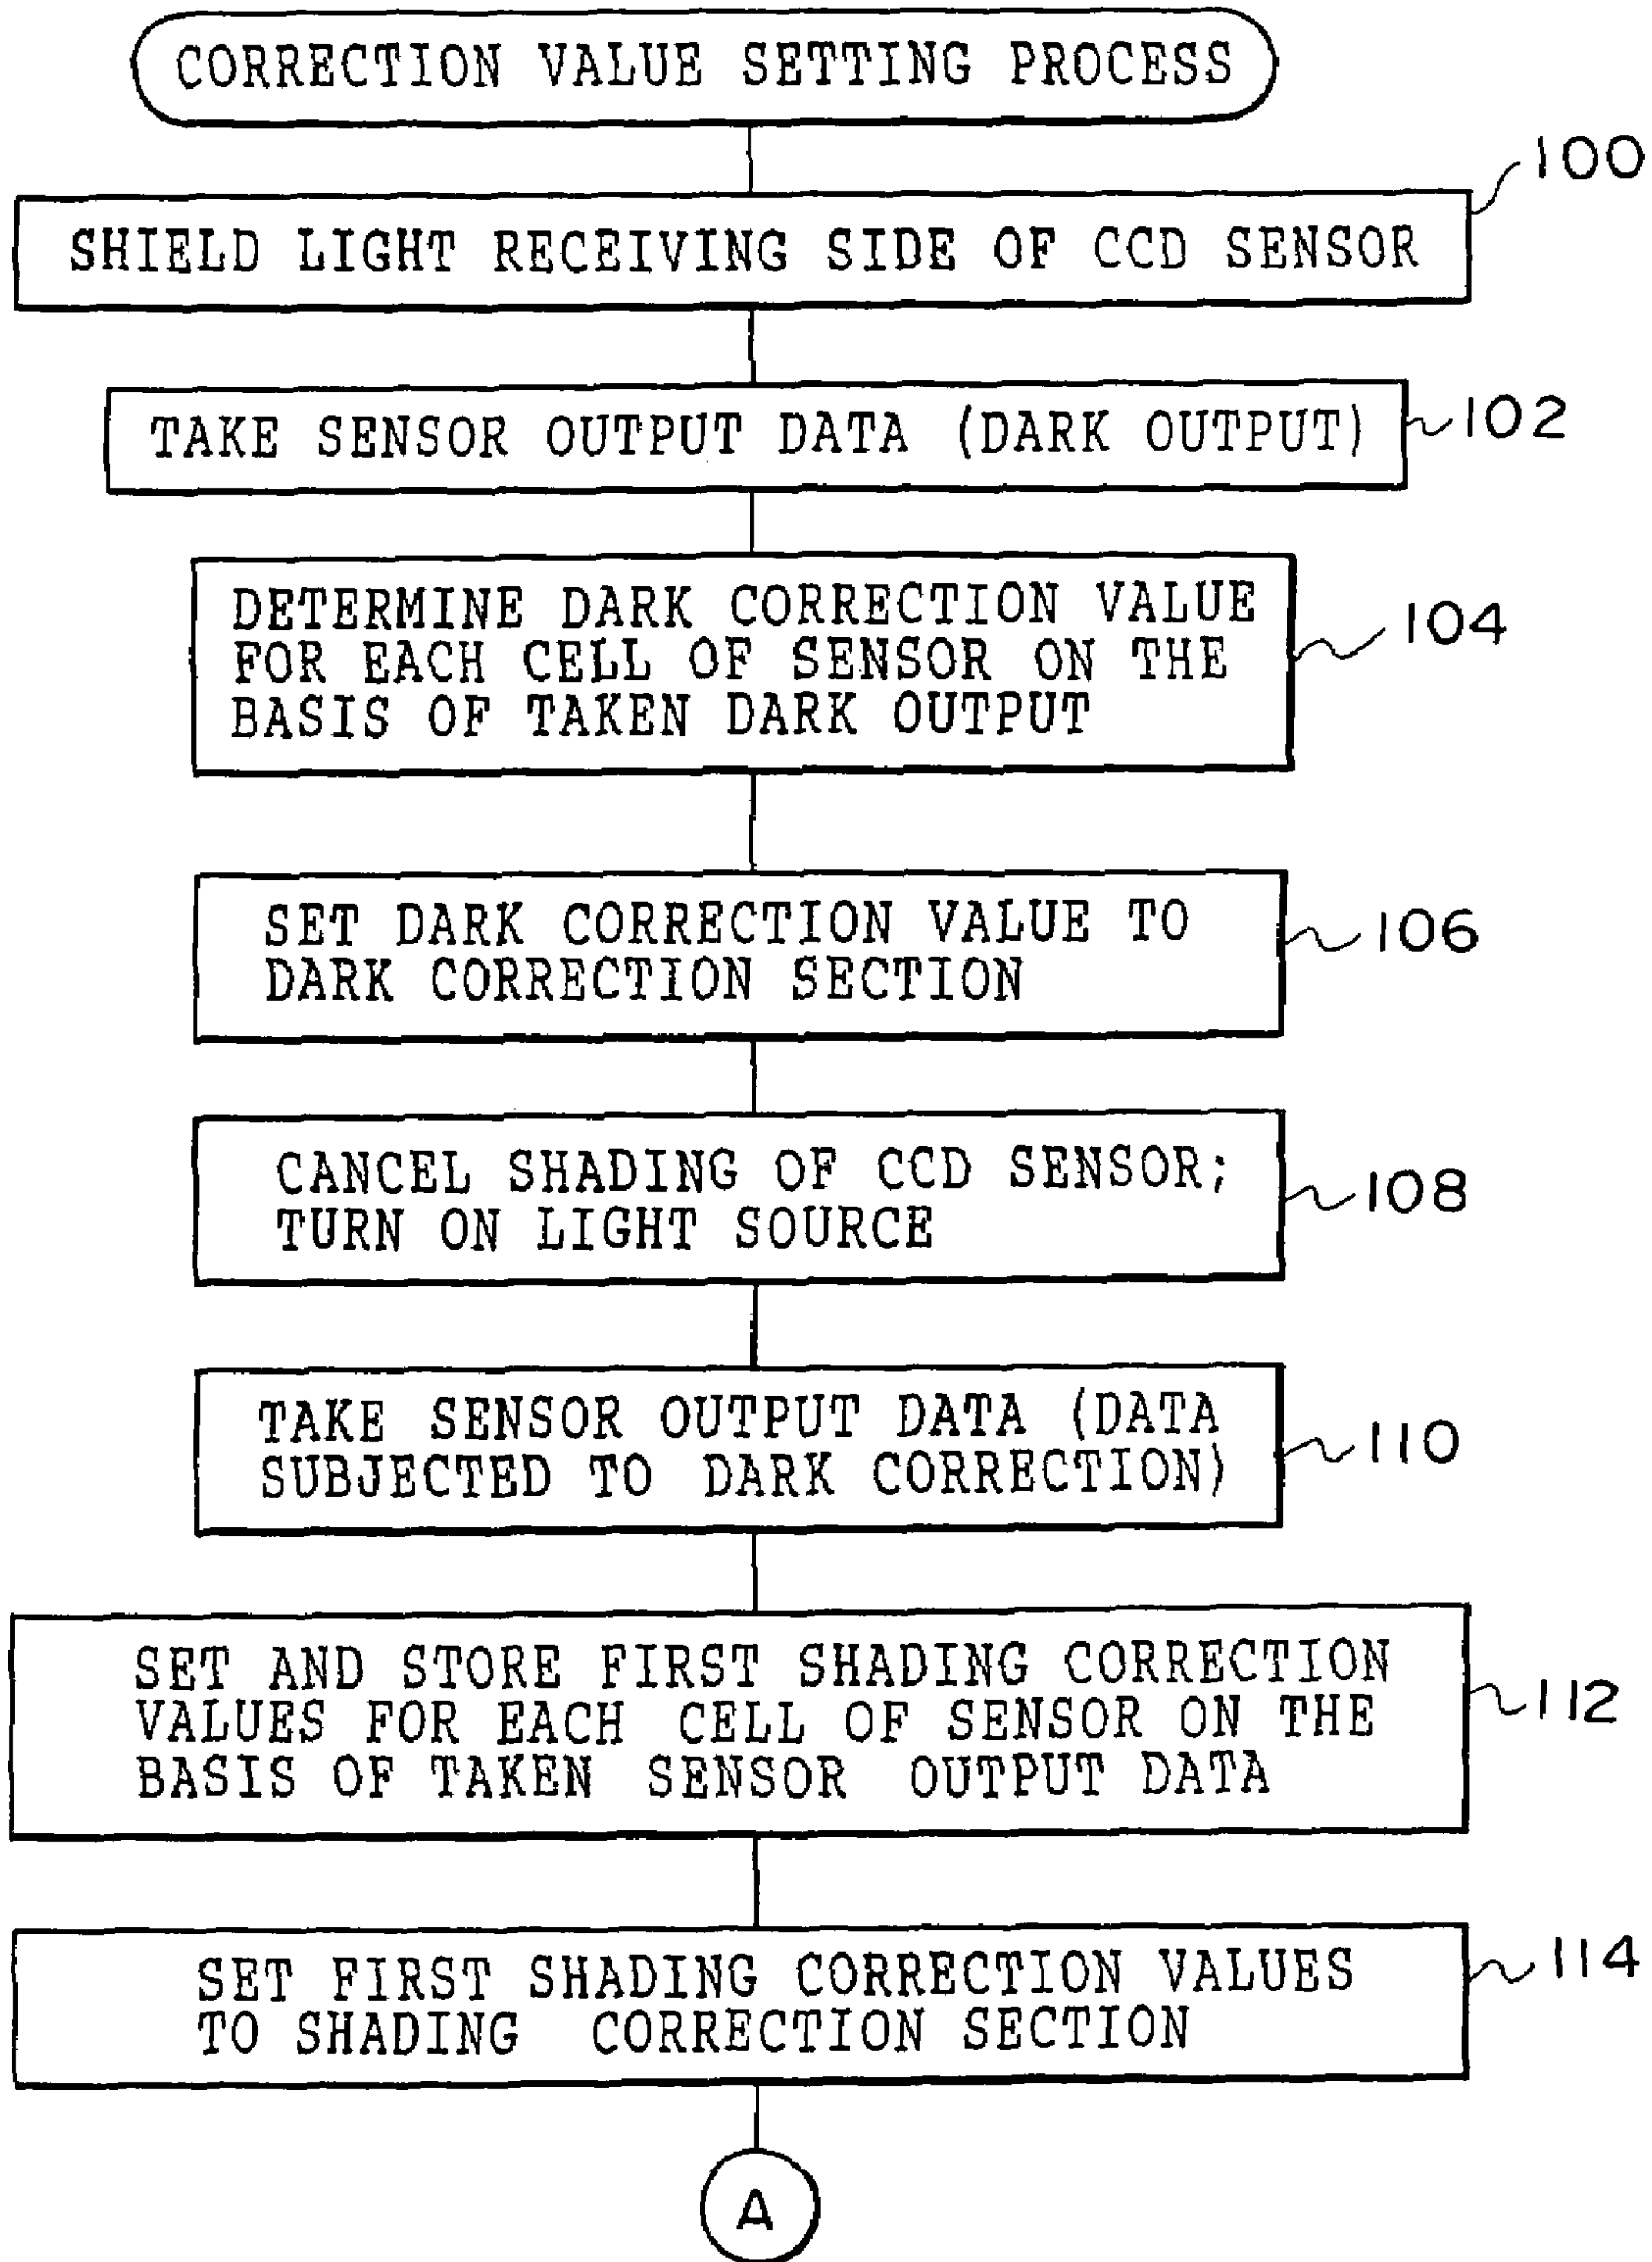 CORRECTION VALUE SETTING PROCESS
100
SHIELD LIGHT RECEIVING SIDE OF CCD SENSOR
TAKE SENSOR OUTPUT DATA (DARK OUTPUT)
102
DETERMINE DARK CORRECTION VALUE
FOR EACH CELL OF SENSOR ON THE
BASIS OF TAKEN DARK OUTPUT
104
SET DARK CORRECTION VALUE TO
DARK CORRECTION SECTION
106
CANCEL SHADING OF CCD SENSOR;
TURN ON LIGHT SOURCE
108
TAKE SENSOR OUTPUT DATA (DATA
SUBJECTED TO DARK CORRECTION)
110
SET AND STORE FIRST SHADING CORRECTION
VALUES FOR EACH CELL OF SENSOR ON THE
BASIS OF TAKEN SENSOR OUTPUT DATA
112
SET FIRST SHADING CORRECTION VALUES
TO SHADING CORRECTION SECTION
114
A